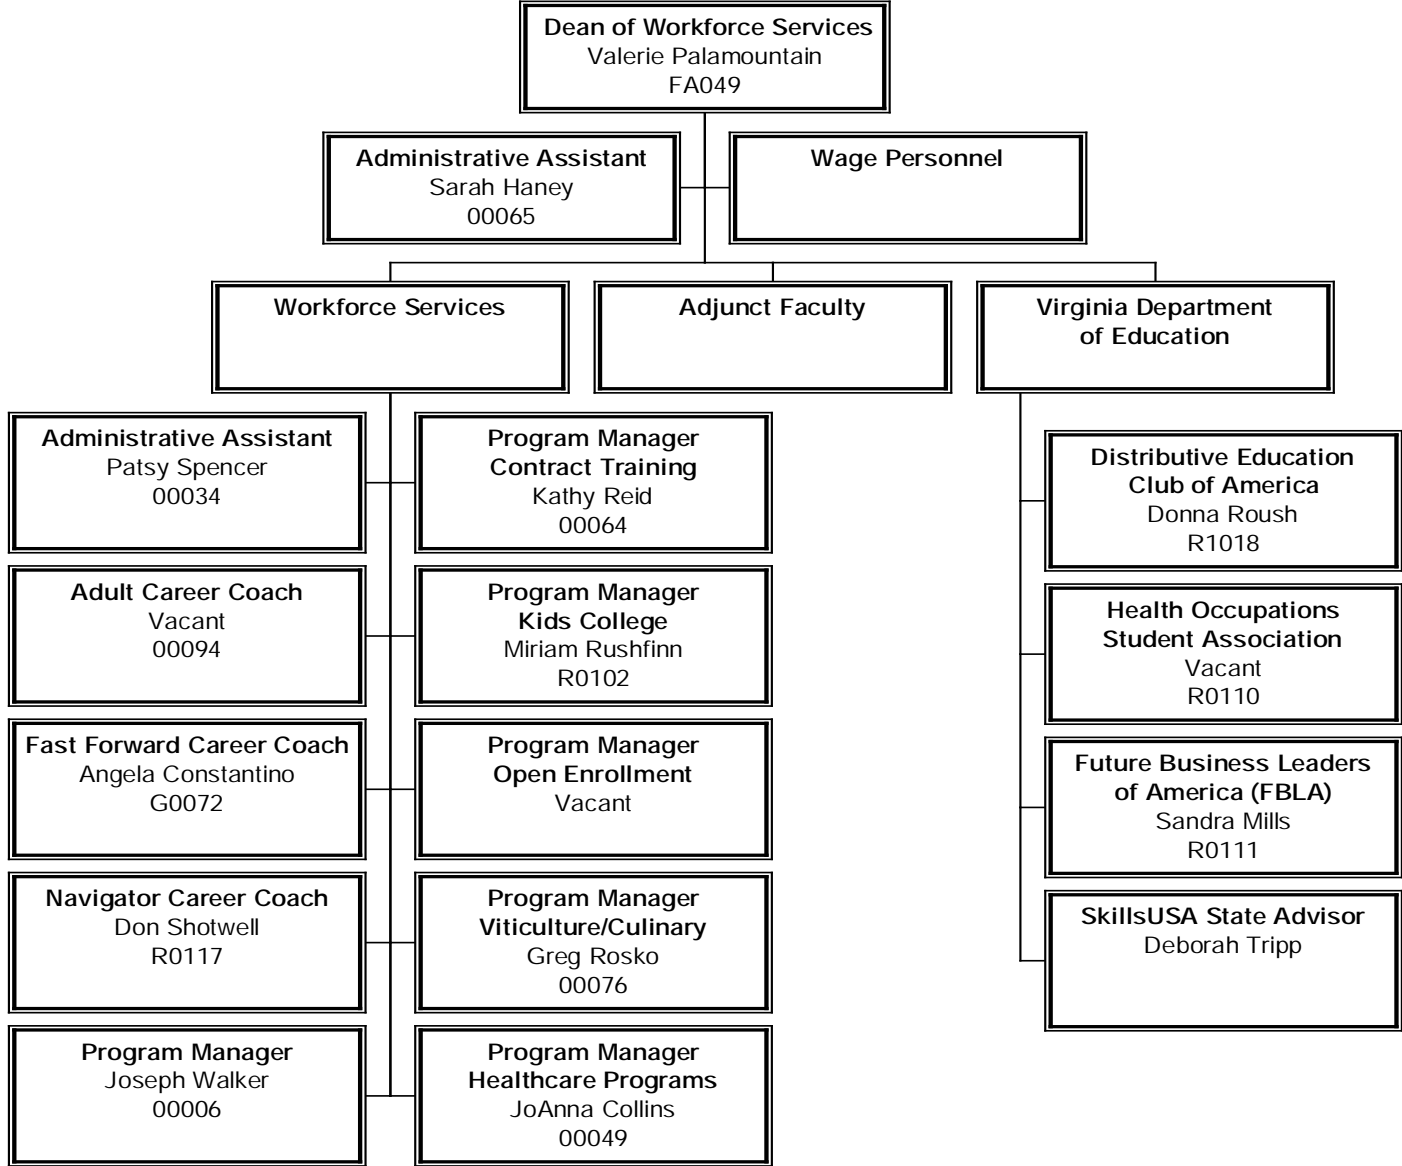 Dean of Workforce Services
Valerie Palamountain
FA049
Administrative Assistant
Sarah Haney
00065
Wage Personnel
Workforce Services
Adjunct Faculty
Virginia Department
of Education
Administrative Assistant
Patsy Spencer
00034
Program Manager
Contract Training
Kathy Reid
00064
Distributive Education
Club of America
Donna Roush
R1018
Adult Career Coach
Vacant
00094
Program Manager
Kids College
Miriam Rushfinn
R0102
Health Occupations
Student Association
Vacant
R0110
Fast Forward Career Coach
Angela Constantino
G0072
Program Manager
Open Enrollment
Vacant
Future Business Leaders
of America (FBLA)
Sandra Mills
R0111
Navigator Career Coach
Don Shotwell
R0117
Program Manager
Viticulture/Culinary
Greg Rosko
00076
SkillsUSA State Advisor
Deborah Tripp
Program Manager
Joseph Walker
00006
Program Manager
Healthcare Programs
JoAnna Collins
00049